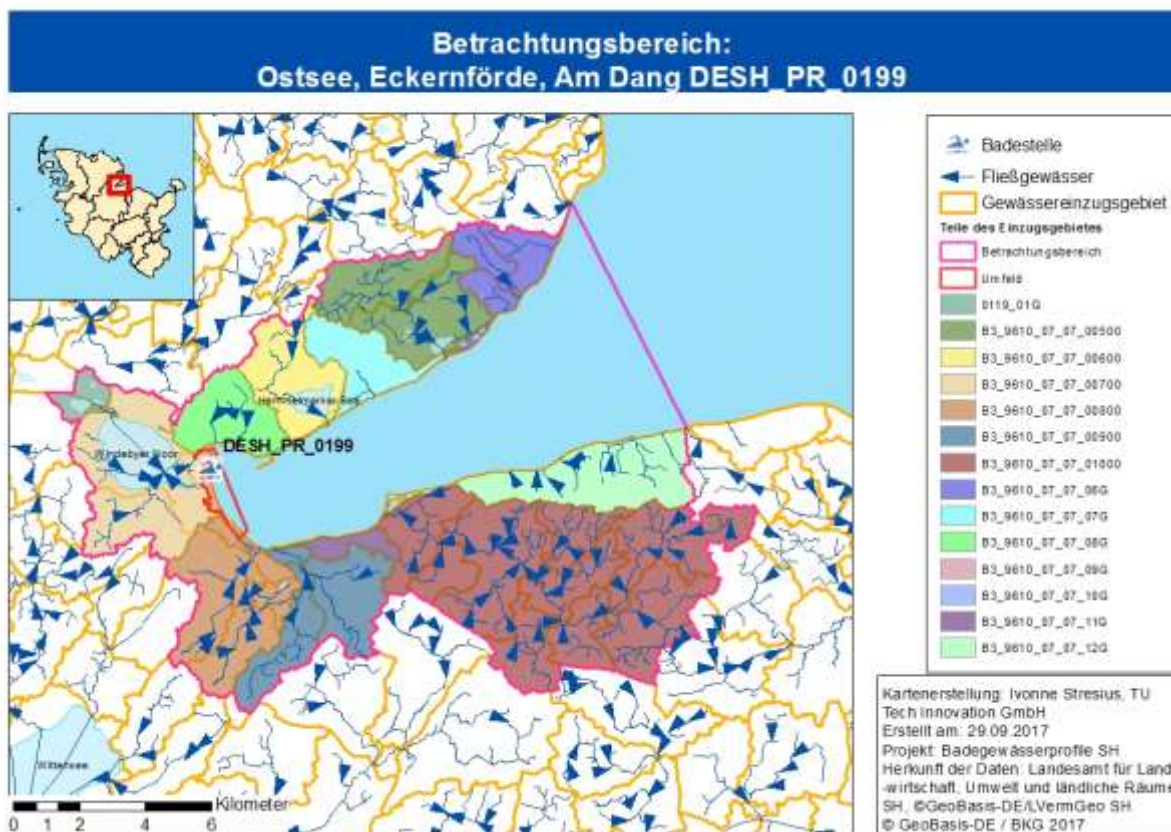 Betrachtungsbereich:
Ostsee, Eckernförde, Am Dang DESH_PR_0199
Badestelle
Fließgewässer
Gewässereinzugsgebiet
Teile des Einzugsgebietes
Betrachtungsbereich
Umfeld
0119_01G
B3_9610_07_07_00500
B3_9610_07_07_00600
B3_9610_07_07_00700
B3_9610_07_07_00800
B3_9610_07_07_00900
B3_9610_07_07_01000
B3_9610_07_07_06G
B3_9610_07_07_07G
B3_9610_07_07_08G
B3_9610_07_07_09G
B3_9610_07_07_10G
B3_9610_07_07_11G
B3_9610_07_07_12G
DESH_PR_0199
Windebyer Noor
Wittensee
Kilometer
0 1 2 4 6
Kartenerstellung: Ivonne Stresius, TU
Tech Innovation GmbH
Erstellt am: 29.09.2017
Projekt: Badegewässerprofile SH
Herkunft der Daten: Landesamt für Land
-wirtschaft, Umwelt und ländliche Räume
SH, ©GeoBasis-DE/LVermGeo SH
© GeoBasis-DE / BKG 2017